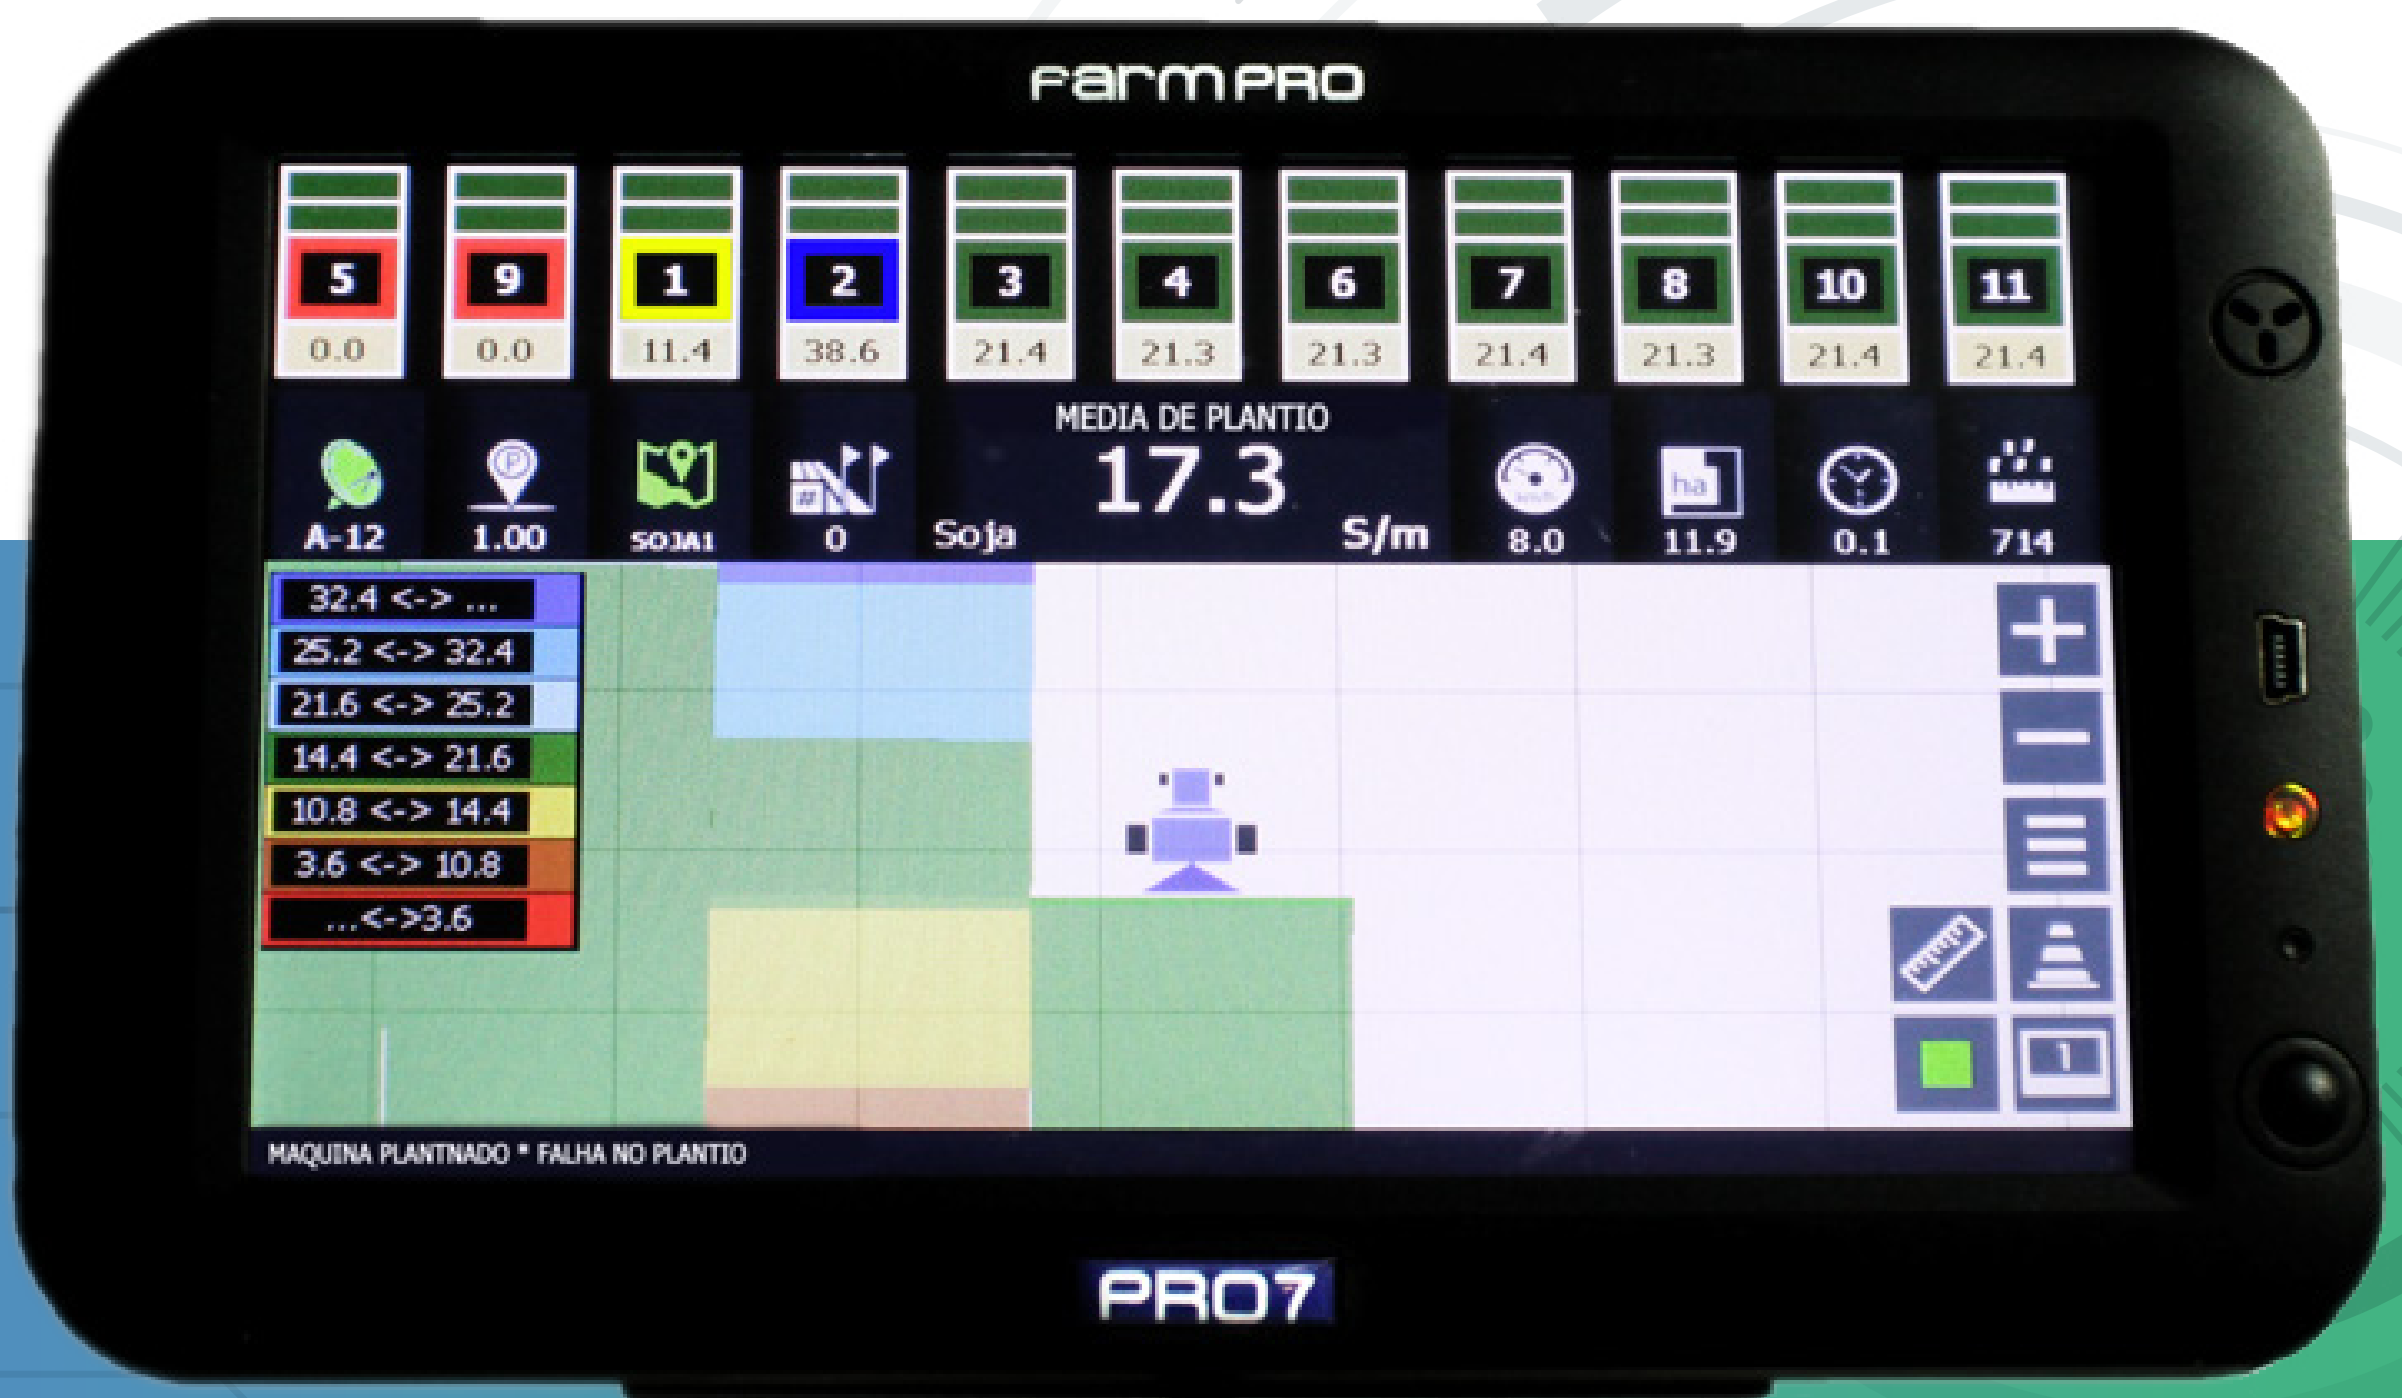 Farm PRO
5 9 1 2 3 4 6 7 8 10 11
0.0 0.0 11.4 38.6 21.4 21.3 21.3 21.4 21.3 21.4 21.4
MEDIA DE PLANTIO
17.3
P
#
km/h
ha
A-12 1.00 SOJA1 0 Soja S/m 8.0 11.9 0.1 714
32.4 <-> ...
25.2 <-> 32.4
21.6 <-> 25.2
14.4 <-> 21.6
10.8 <-> 14.4
3.6 <-> 10.8
...<->3.6
1
MAQUINA PLANTNADO * FALHA NO PLANTIO
PRO7